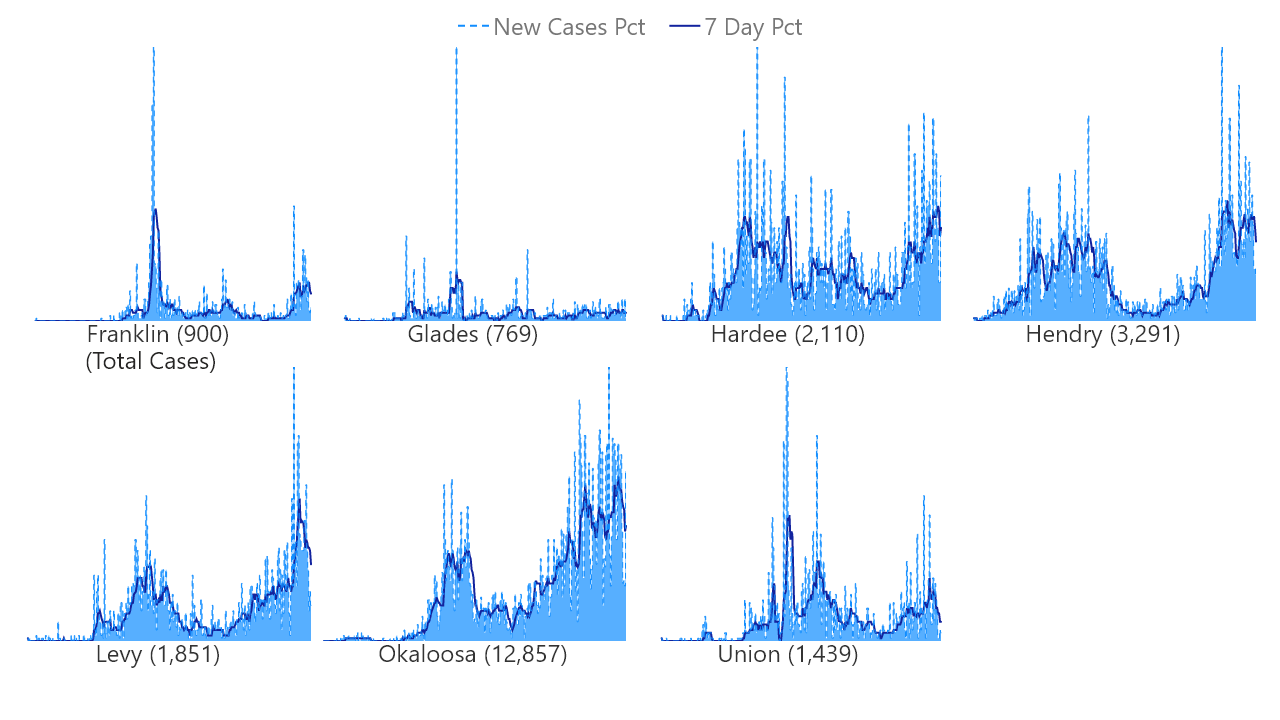 New Cases Pct 7 Day Pct
Franklin (900)
(Total Cases)
Glades (769)
Hardee (2,110)
Hendry (3,291)
Levy (1,851)
Okaloosa (12,857)
Union (1,439)